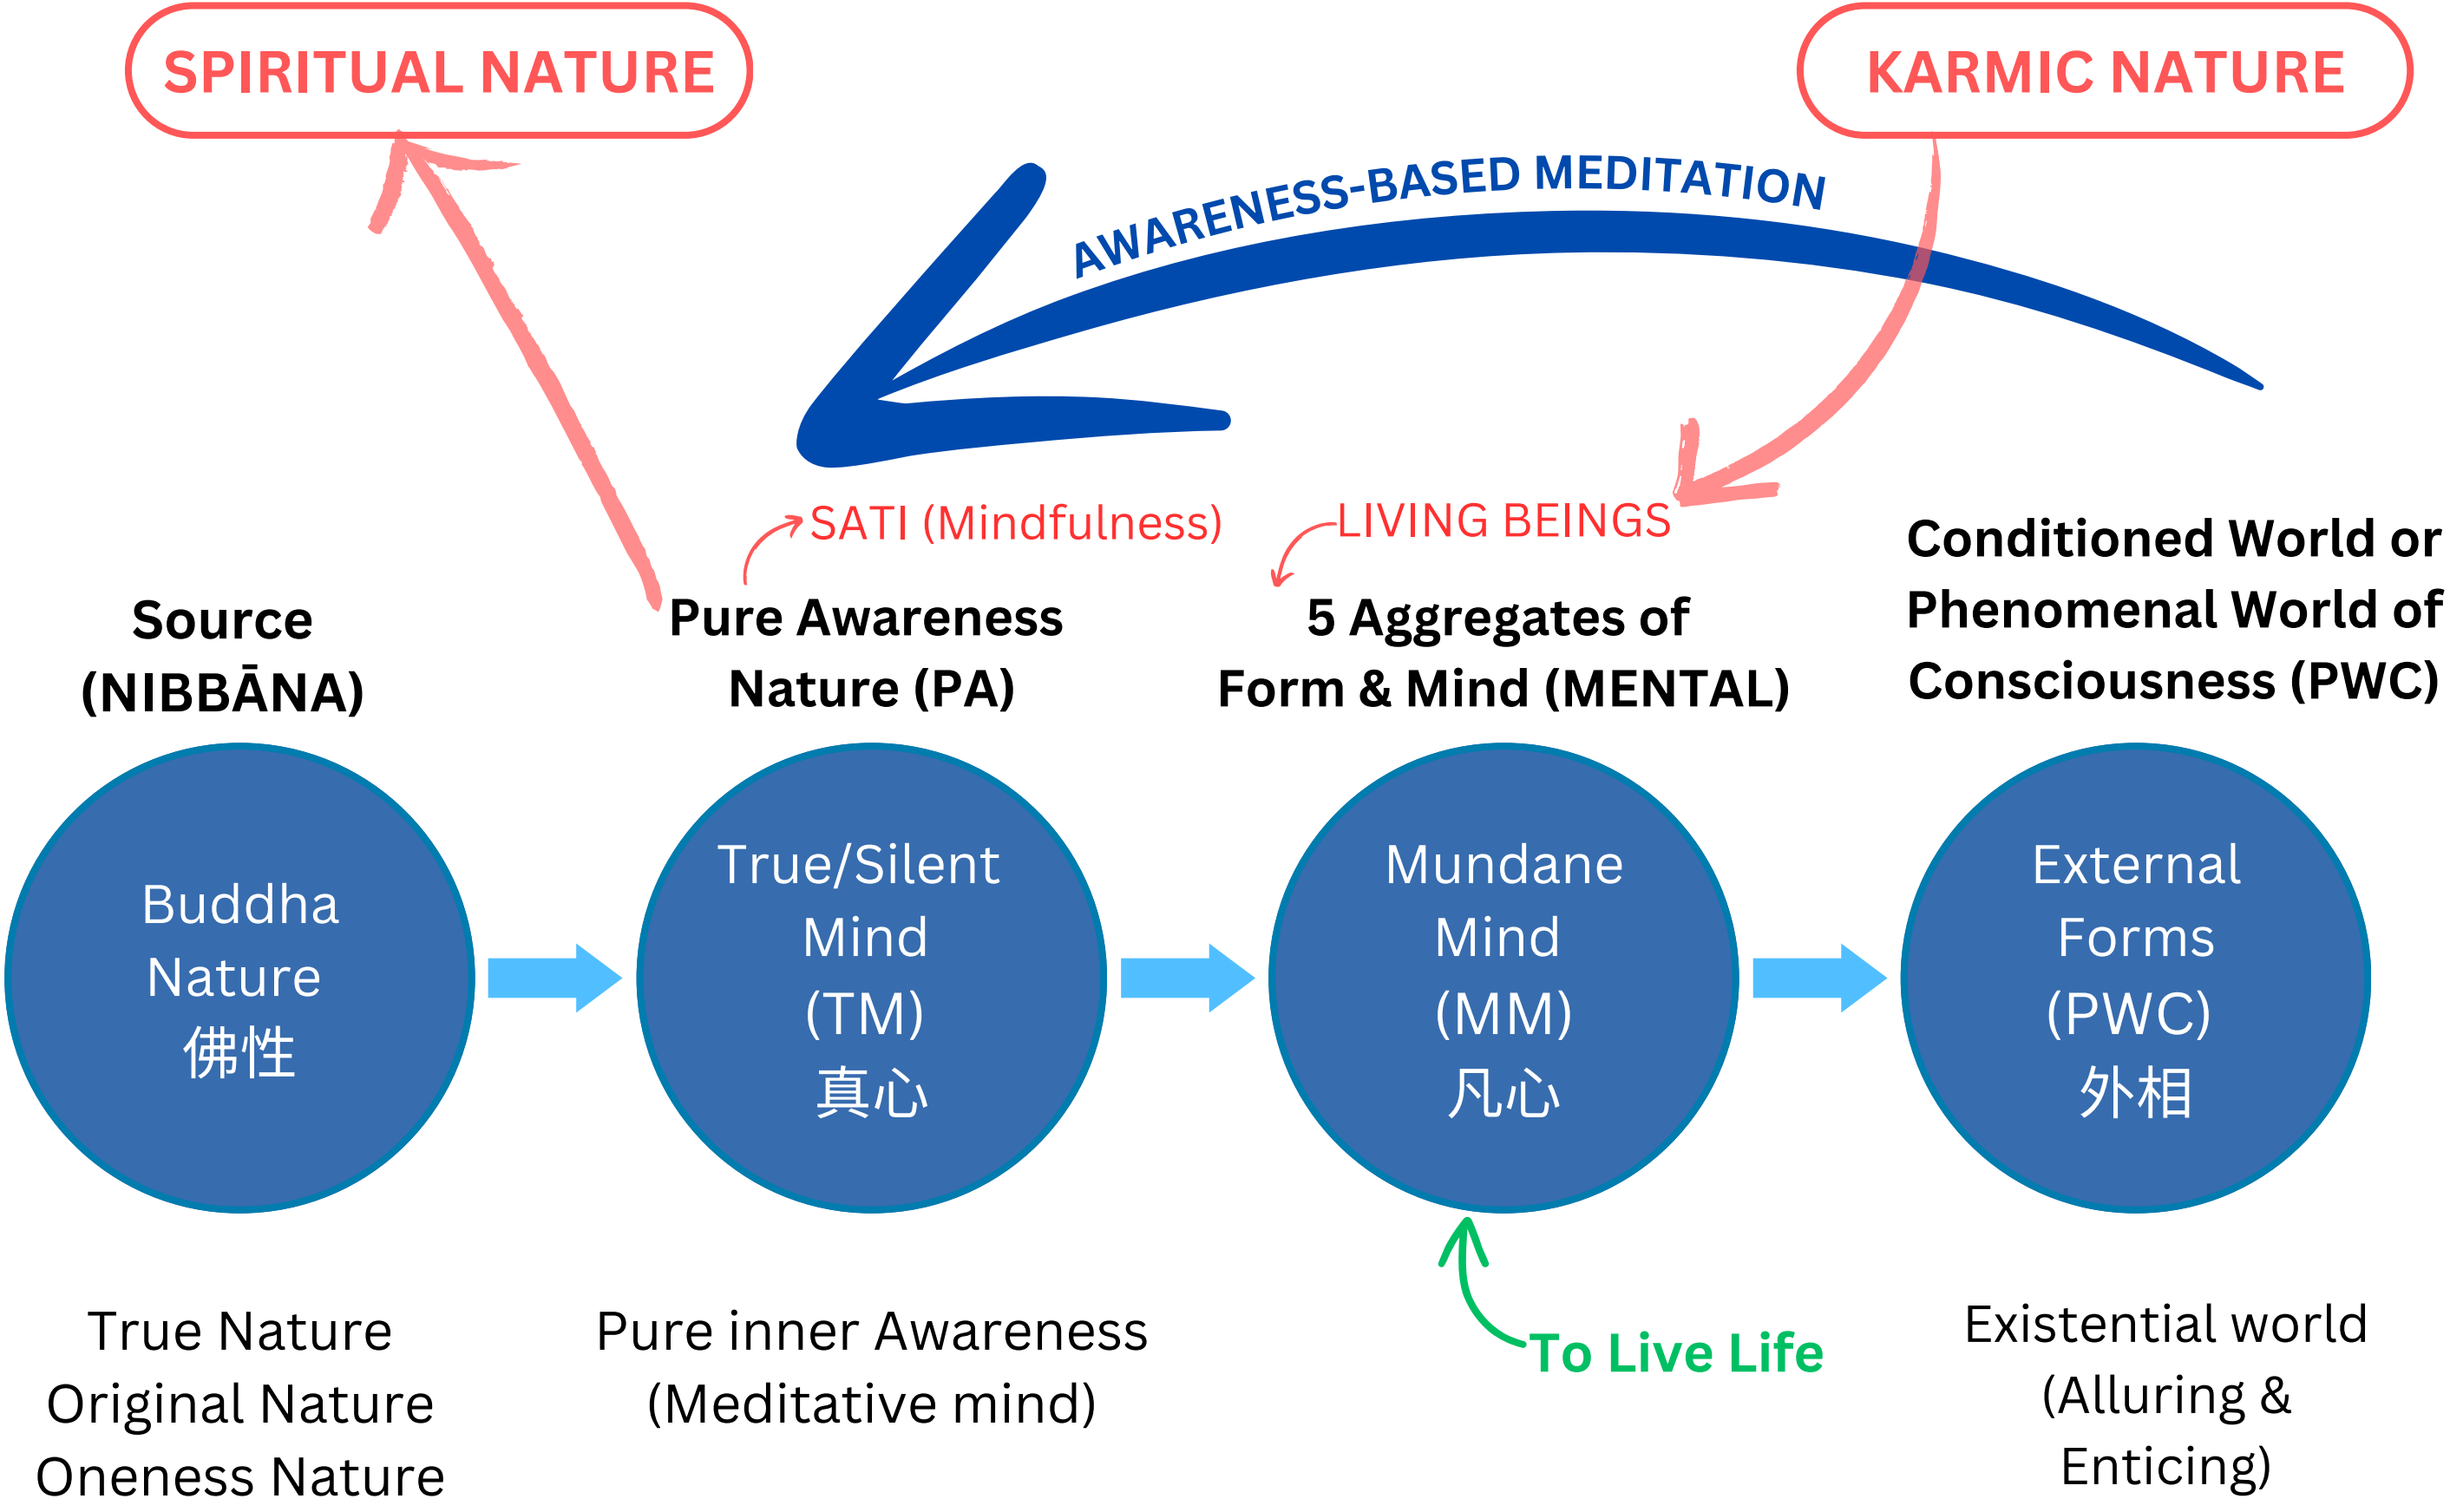 SPIRITUAL NATURE
KARMIC NATURE
AWARENESS-BASED MEDITATION
SATI (Mindfulness)
LIVING BEINGS
Source
(NIBBĀNA)
Pure Awareness
Nature (PA)
5 Aggregates of
Form & Mind (MENTAL)
Conditioned World or
Phenomenal World of
Consciousness (PWC)
Buddha
Nature
佛性
True/Silent
Mind
(TM)
真心
Mundane
Mind
(MM)
凡心
External
Forms
(PWC)
外相
True Nature
Original Nature
Oneness Nature
Pure inner Awareness
(Meditative mind)
To Live Life
Existential world
(Alluring &
Enticing)